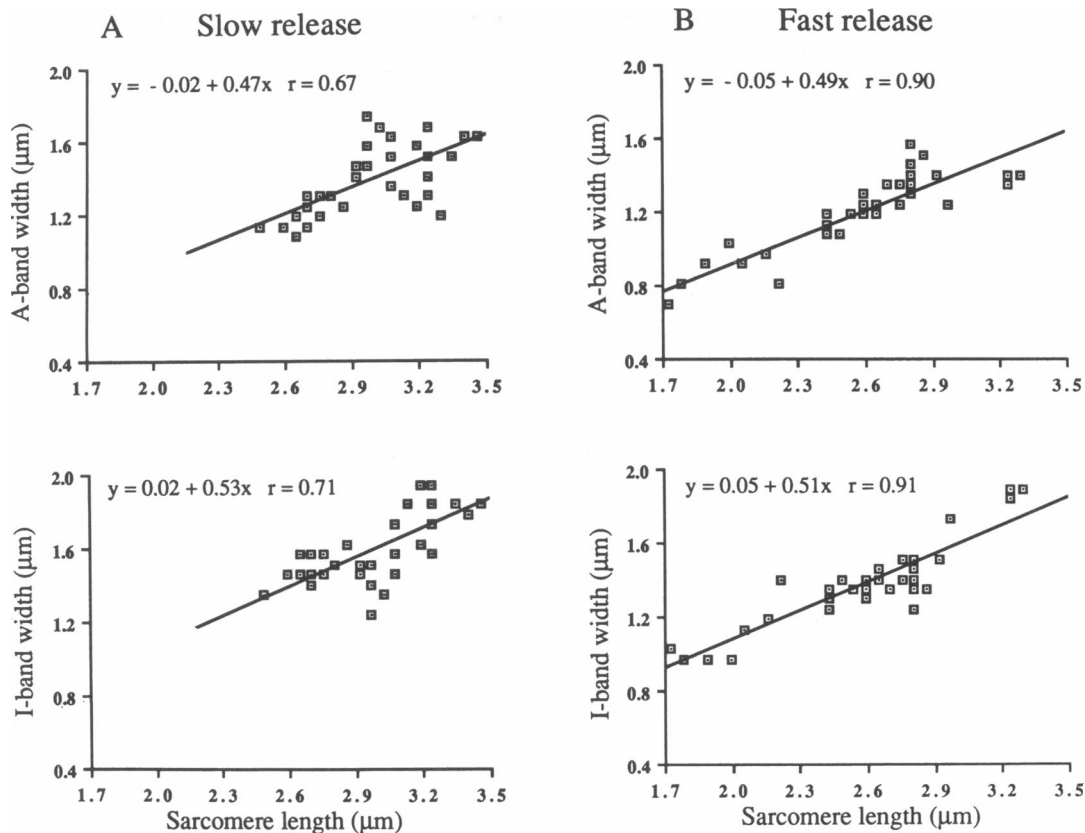 A Slow release
B Fast release
y = - 0.02 + 0.47x r = 0.67
2.0
1.6
1.2
0.8
0.4
A-band width (µm)
1.7 2.0 2.3 2.6 2.9 3.2 3.5
y = - 0.05 + 0.49x r = 0.90
2.0
1.6
1.2
0.8
0.4
A-band width (µm)
1.7 2.0 2.3 2.6 2.9 3.2 3.5
y = 0.02 + 0.53x r = 0.71
2.0
1.6
1.2
0.8
0.4
I-band width (µm)
1.7 2.0 2.3 2.6 2.9 3.2 3.5
Sarcomere length (µm)
y = 0.05 + 0.51x r = 0.91
2.0
1.6
1.2
0.8
0.4
I-band width (µm)
1.7 2.0 2.3 2.6 2.9 3.2 3.5
Sarcomere length (µm)